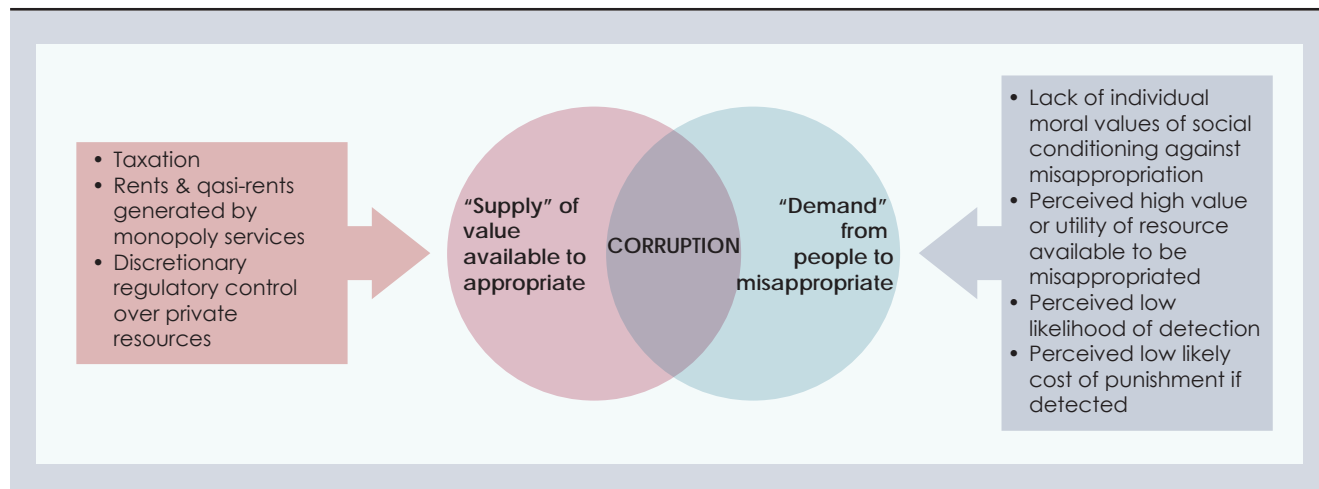 • Taxation
• Rents & qasi-rents
generated by
monopoly services
• Discretionary
regulatory control
over private
resources
“Supply” of
value
available to
appropriate
CORRUPTION
“Demand”
from
people to
misappropriate
• Lack of individual
moral values of social
conditioning against
misappropriation
• Perceived high value
or utility of resource
available to be
misappropriated
• Perceived low
likelihood of detection
• Perceived low likely
cost of punishment if
detected